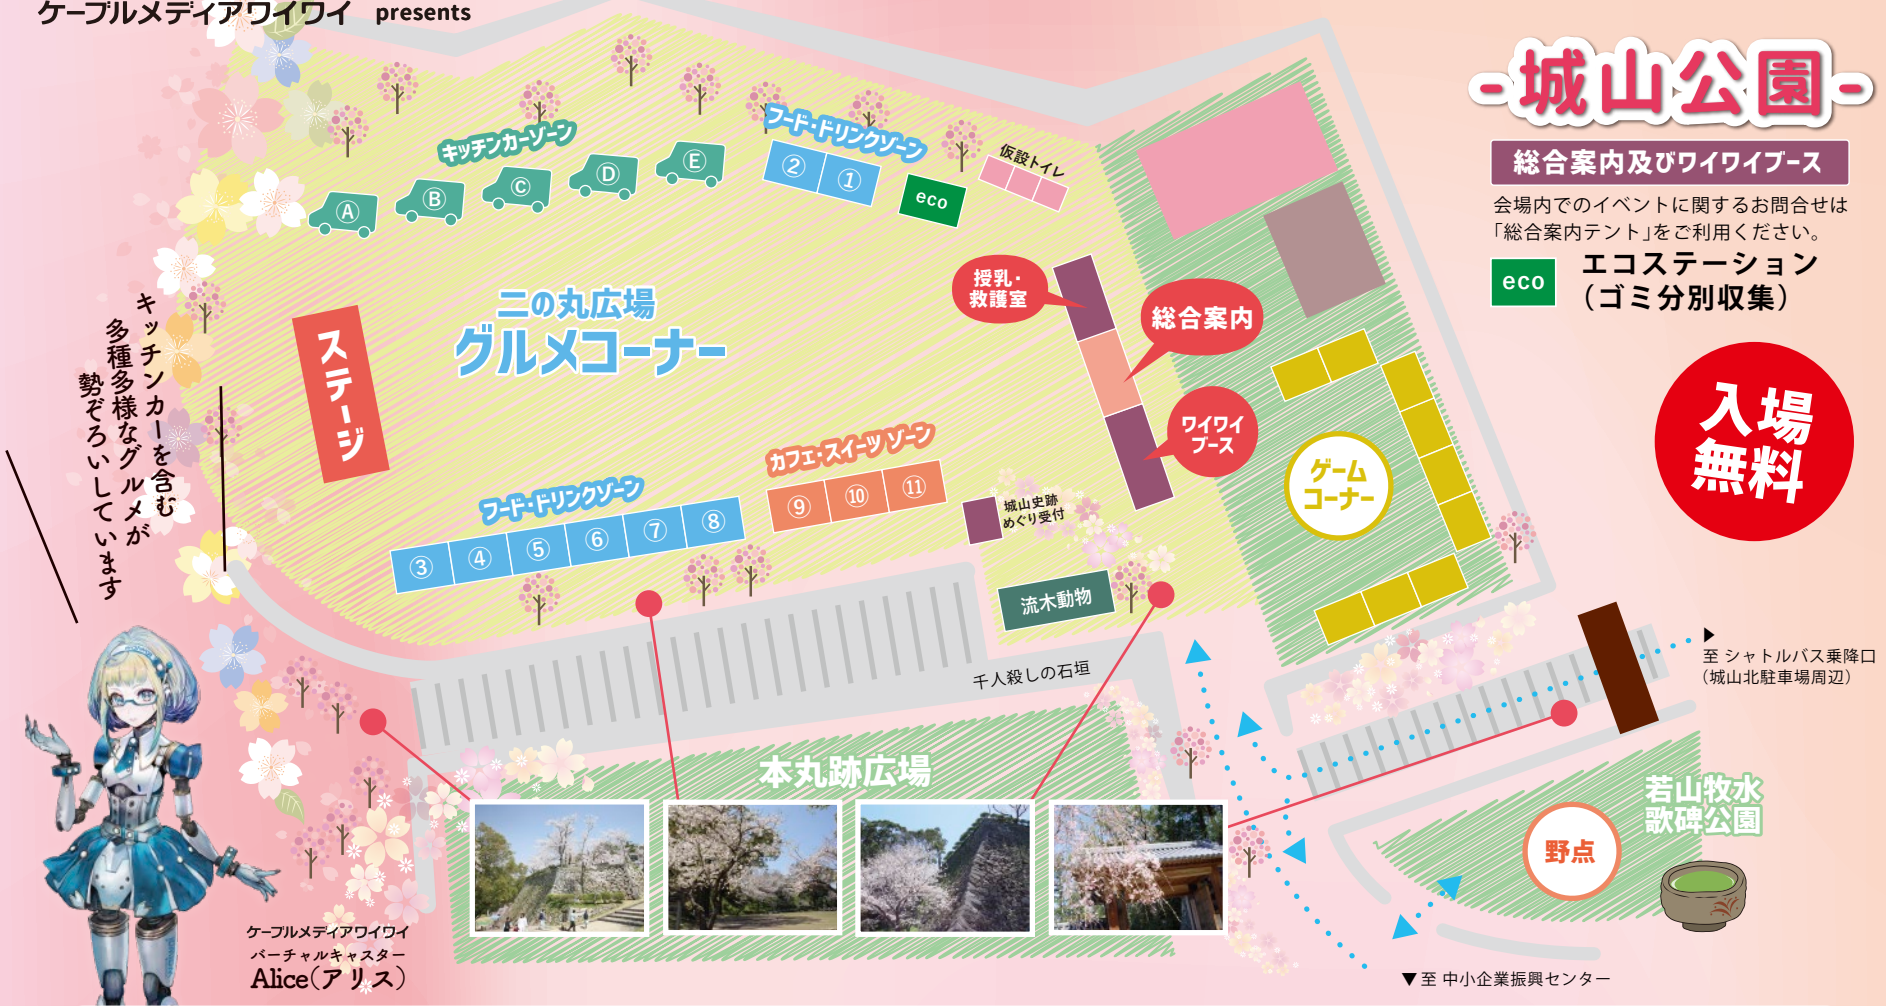 ケーブルメディアワイワイ presents
-城山公園-
総合案内及びワイワイブース
会場内でのイベントに関するお問合せは
「総合案内テント」をご利用ください。
eco
エコステーション
（ゴミ分別収集）
入場
無料
キッチンカーゾーン
A
B
C
D
E
フード・ドリンクゾーン
②
①
eco
仮設トイレ
授乳・
救護室
総合案内
ワイワイ
ブース
二の丸広場
グルメコーナー
ステージ
キッチンカーを含む
多種多様なグルメが
勢ぞろいしています
フード・ドリンクゾーン
③
④
⑤
⑥
⑦
⑧
カフェ・スイーツ ゾーン
⑨
⑩
⑪
城山史跡
めぐり受付
ゲーム
コーナー
流木動物
千人殺しの石垣
▶
至 シャトルバス乗降口
（城山北駐車場周辺）
本丸跡広場
若山牧水
歌碑公園
野点
ケーブルメディアワイワイ
バーチャルキャスター
Alice（アリス）
▼至 中小企業振興センター